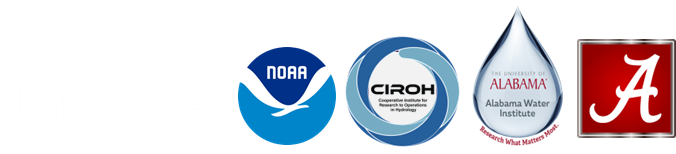 NOAA
CIROH
Cooperative Institute for
Research to Operations
in Hydrology
THE UNIVERSITY OF
ALABAMA®
Alabama Water
Institute
Research What Matters Most.
A